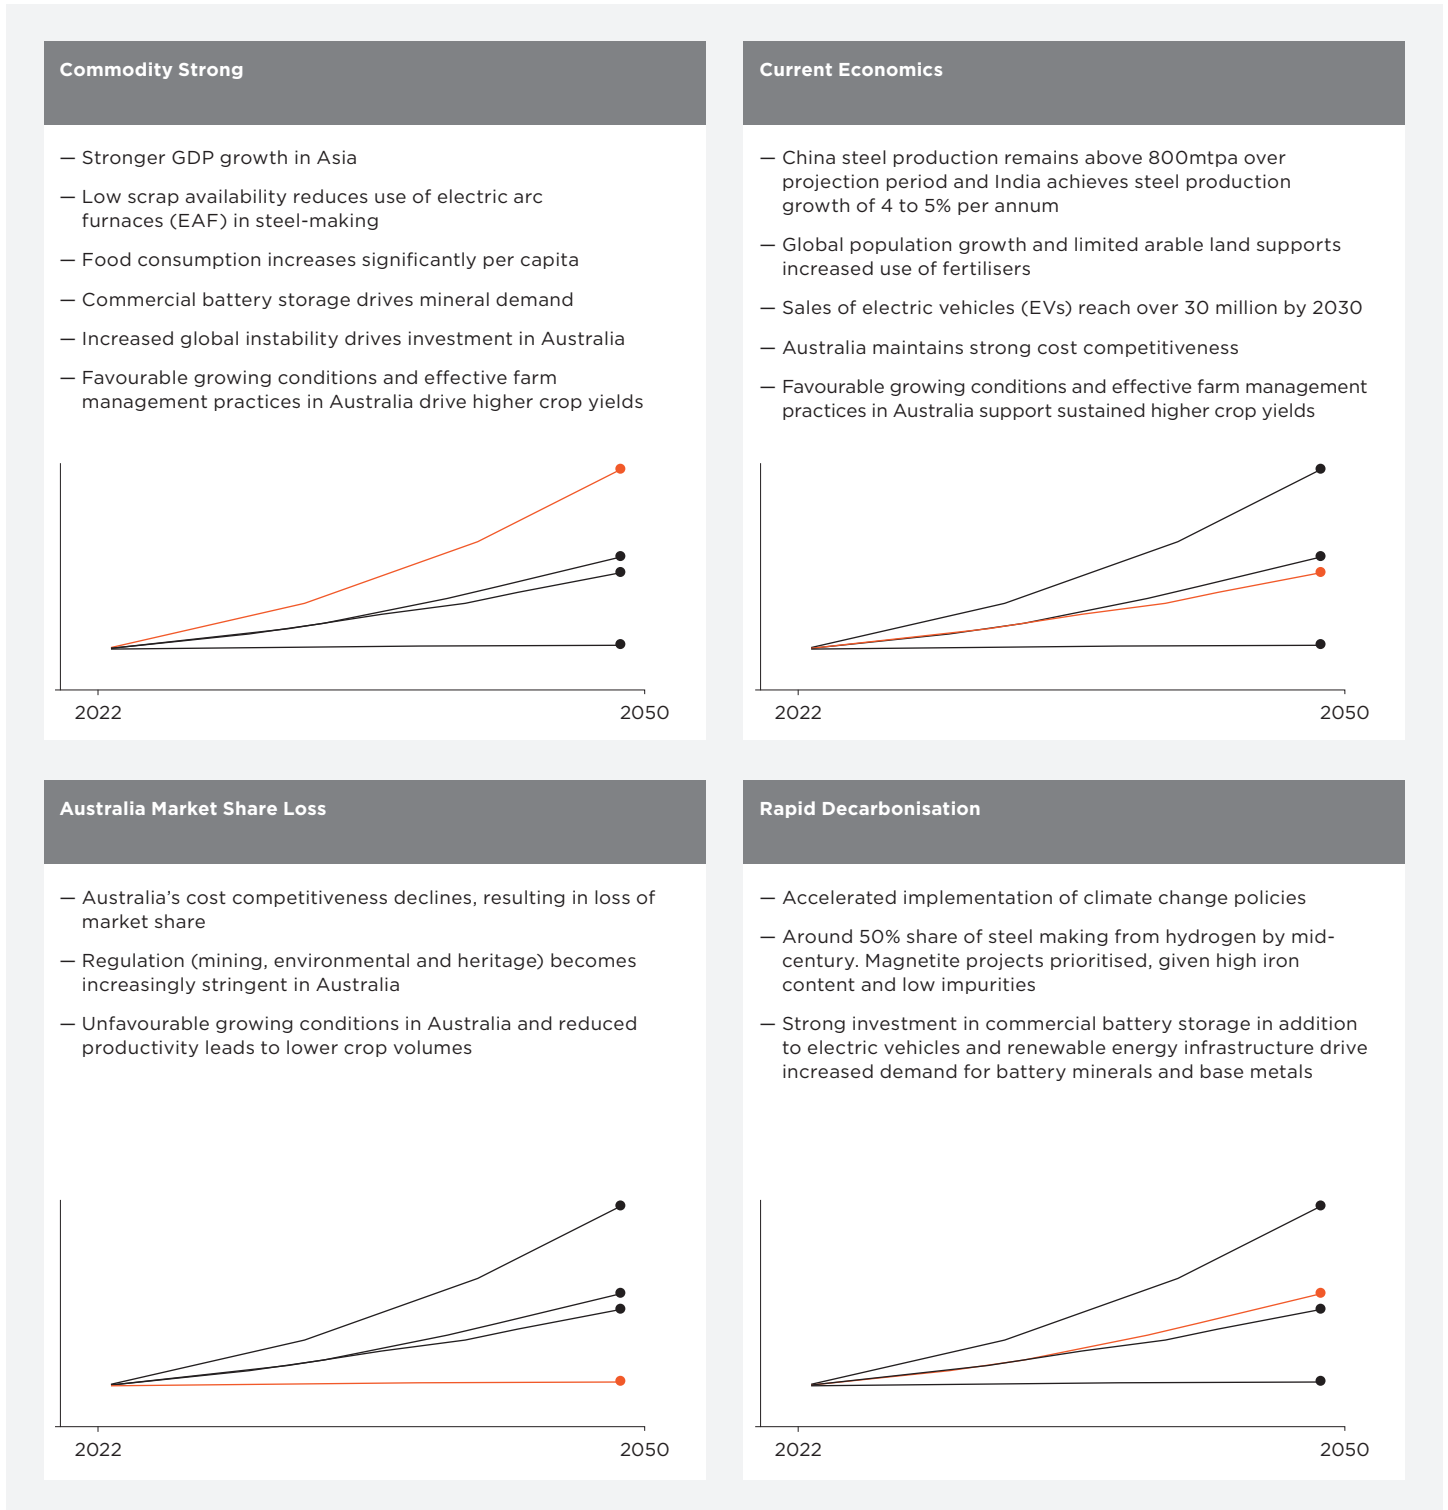 Commodity Strong
— Stronger GDP growth in Asia
— Low scrap availability reduces use of electric arc
furnaces (EAF) in steel-making
— Food consumption increases significantly per capita
— Commercial battery storage drives mineral demand
— Increased global instability drives investment in Australia
— Favourable growing conditions and effective farm
management practices in Australia drive higher crop yields
2022
2050
Current Economics
— China steel production remains above 800mtpa over
projection period and India achieves steel production
growth of 4 to 5% per annum
— Global population growth and limited arable land supports
increased use of fertilisers
— Sales of electric vehicles (EVs) reach over 30 million by 2030
— Australia maintains strong cost competitiveness
— Favourable growing conditions and effective farm management
practices in Australia support sustained higher crop yields
2022
2050
Australia Market Share Loss
— Australia’s cost competitiveness declines, resulting in loss of
market share
— Regulation (mining, environmental and heritage) becomes
increasingly stringent in Australia
— Unfavourable growing conditions in Australia and reduced
productivity leads to lower crop volumes
2022
2050
Rapid Decarbonisation
— Accelerated implementation of climate change policies
— Around 50% share of steel making from hydrogen by mid-
century. Magnetite projects prioritised, given high iron
content and low impurities
— Strong investment in commercial battery storage in addition
to electric vehicles and renewable energy infrastructure drive
increased demand for battery minerals and base metals
2022
2050